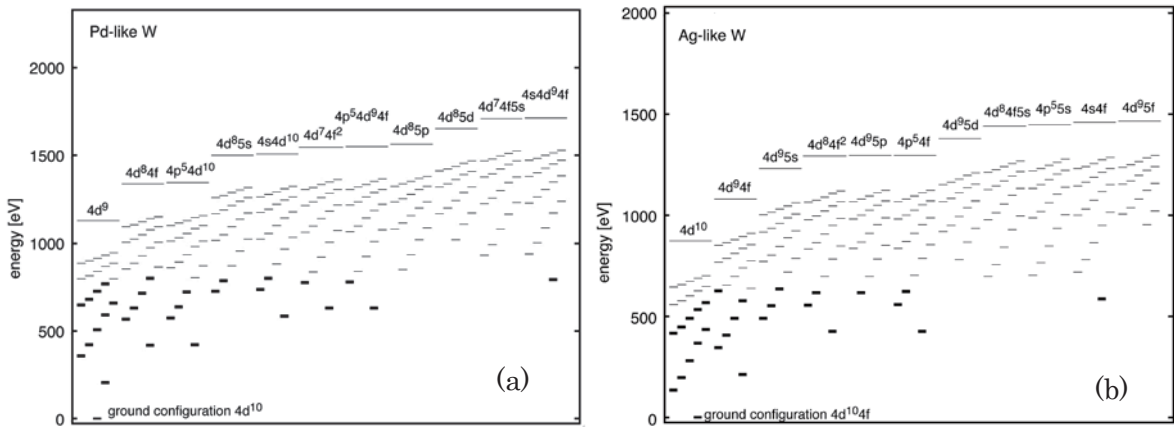 Pd-like W
energy [eV]
2000
1500
1000
500
0
4d⁹
4d⁸4f
4p⁵4d¹⁰
4d⁸5s
4s4d¹⁰
4d⁷4f²
4p⁵4d⁹4f
4d⁸5p
4d⁸5d
4d⁷4f5s
4s4d⁹4f
ground configuration 4d¹⁰
(a)
Ag-like W
energy [eV]
2000
1500
1000
500
0
4d¹⁰
4d⁹4f
4d⁹5s
4d⁸4f²
4d⁹5p
4p⁵4f
4d⁹5d
4d⁸4f5s
4p⁵5s
4s4f
4d⁹5f
ground configuration 4d¹⁰4f
(b)